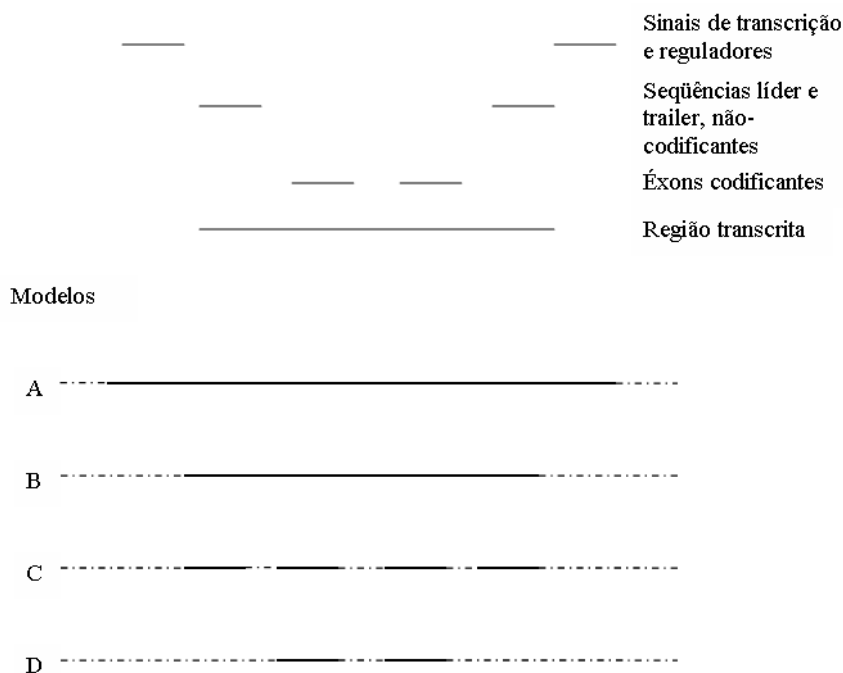 Sinais de transcrição
e reguladores
Seqüências líder e
trailer, não-
codificantes
Éxons codificantes
Região transcrita
Modelos
A
B
C
D